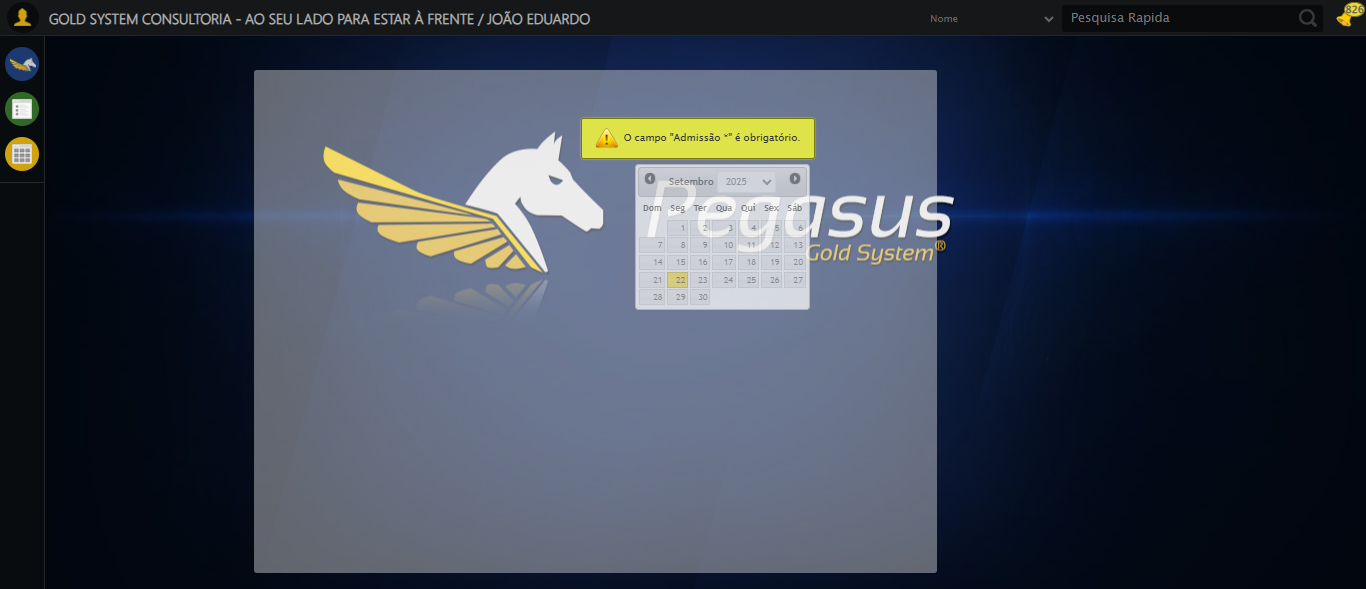 GOLD SYSTEM CONSULTORIA - AO SEU LADO PARA ESTAR À FRENTE / JOÃO EDUARDO
Nome
Pesquisa Rapida
826
O campo "Admissão *" é obrigatório.
Setembro 2025
Dom Seg Ter Qua Qui Sex Sáb
1 2 3 4 5 6
7 8 9 10 11 12 13
14 15 16 17 18 19 20
21 22 23 24 25 26 27
28 29 30
Pegasus
Gold System®